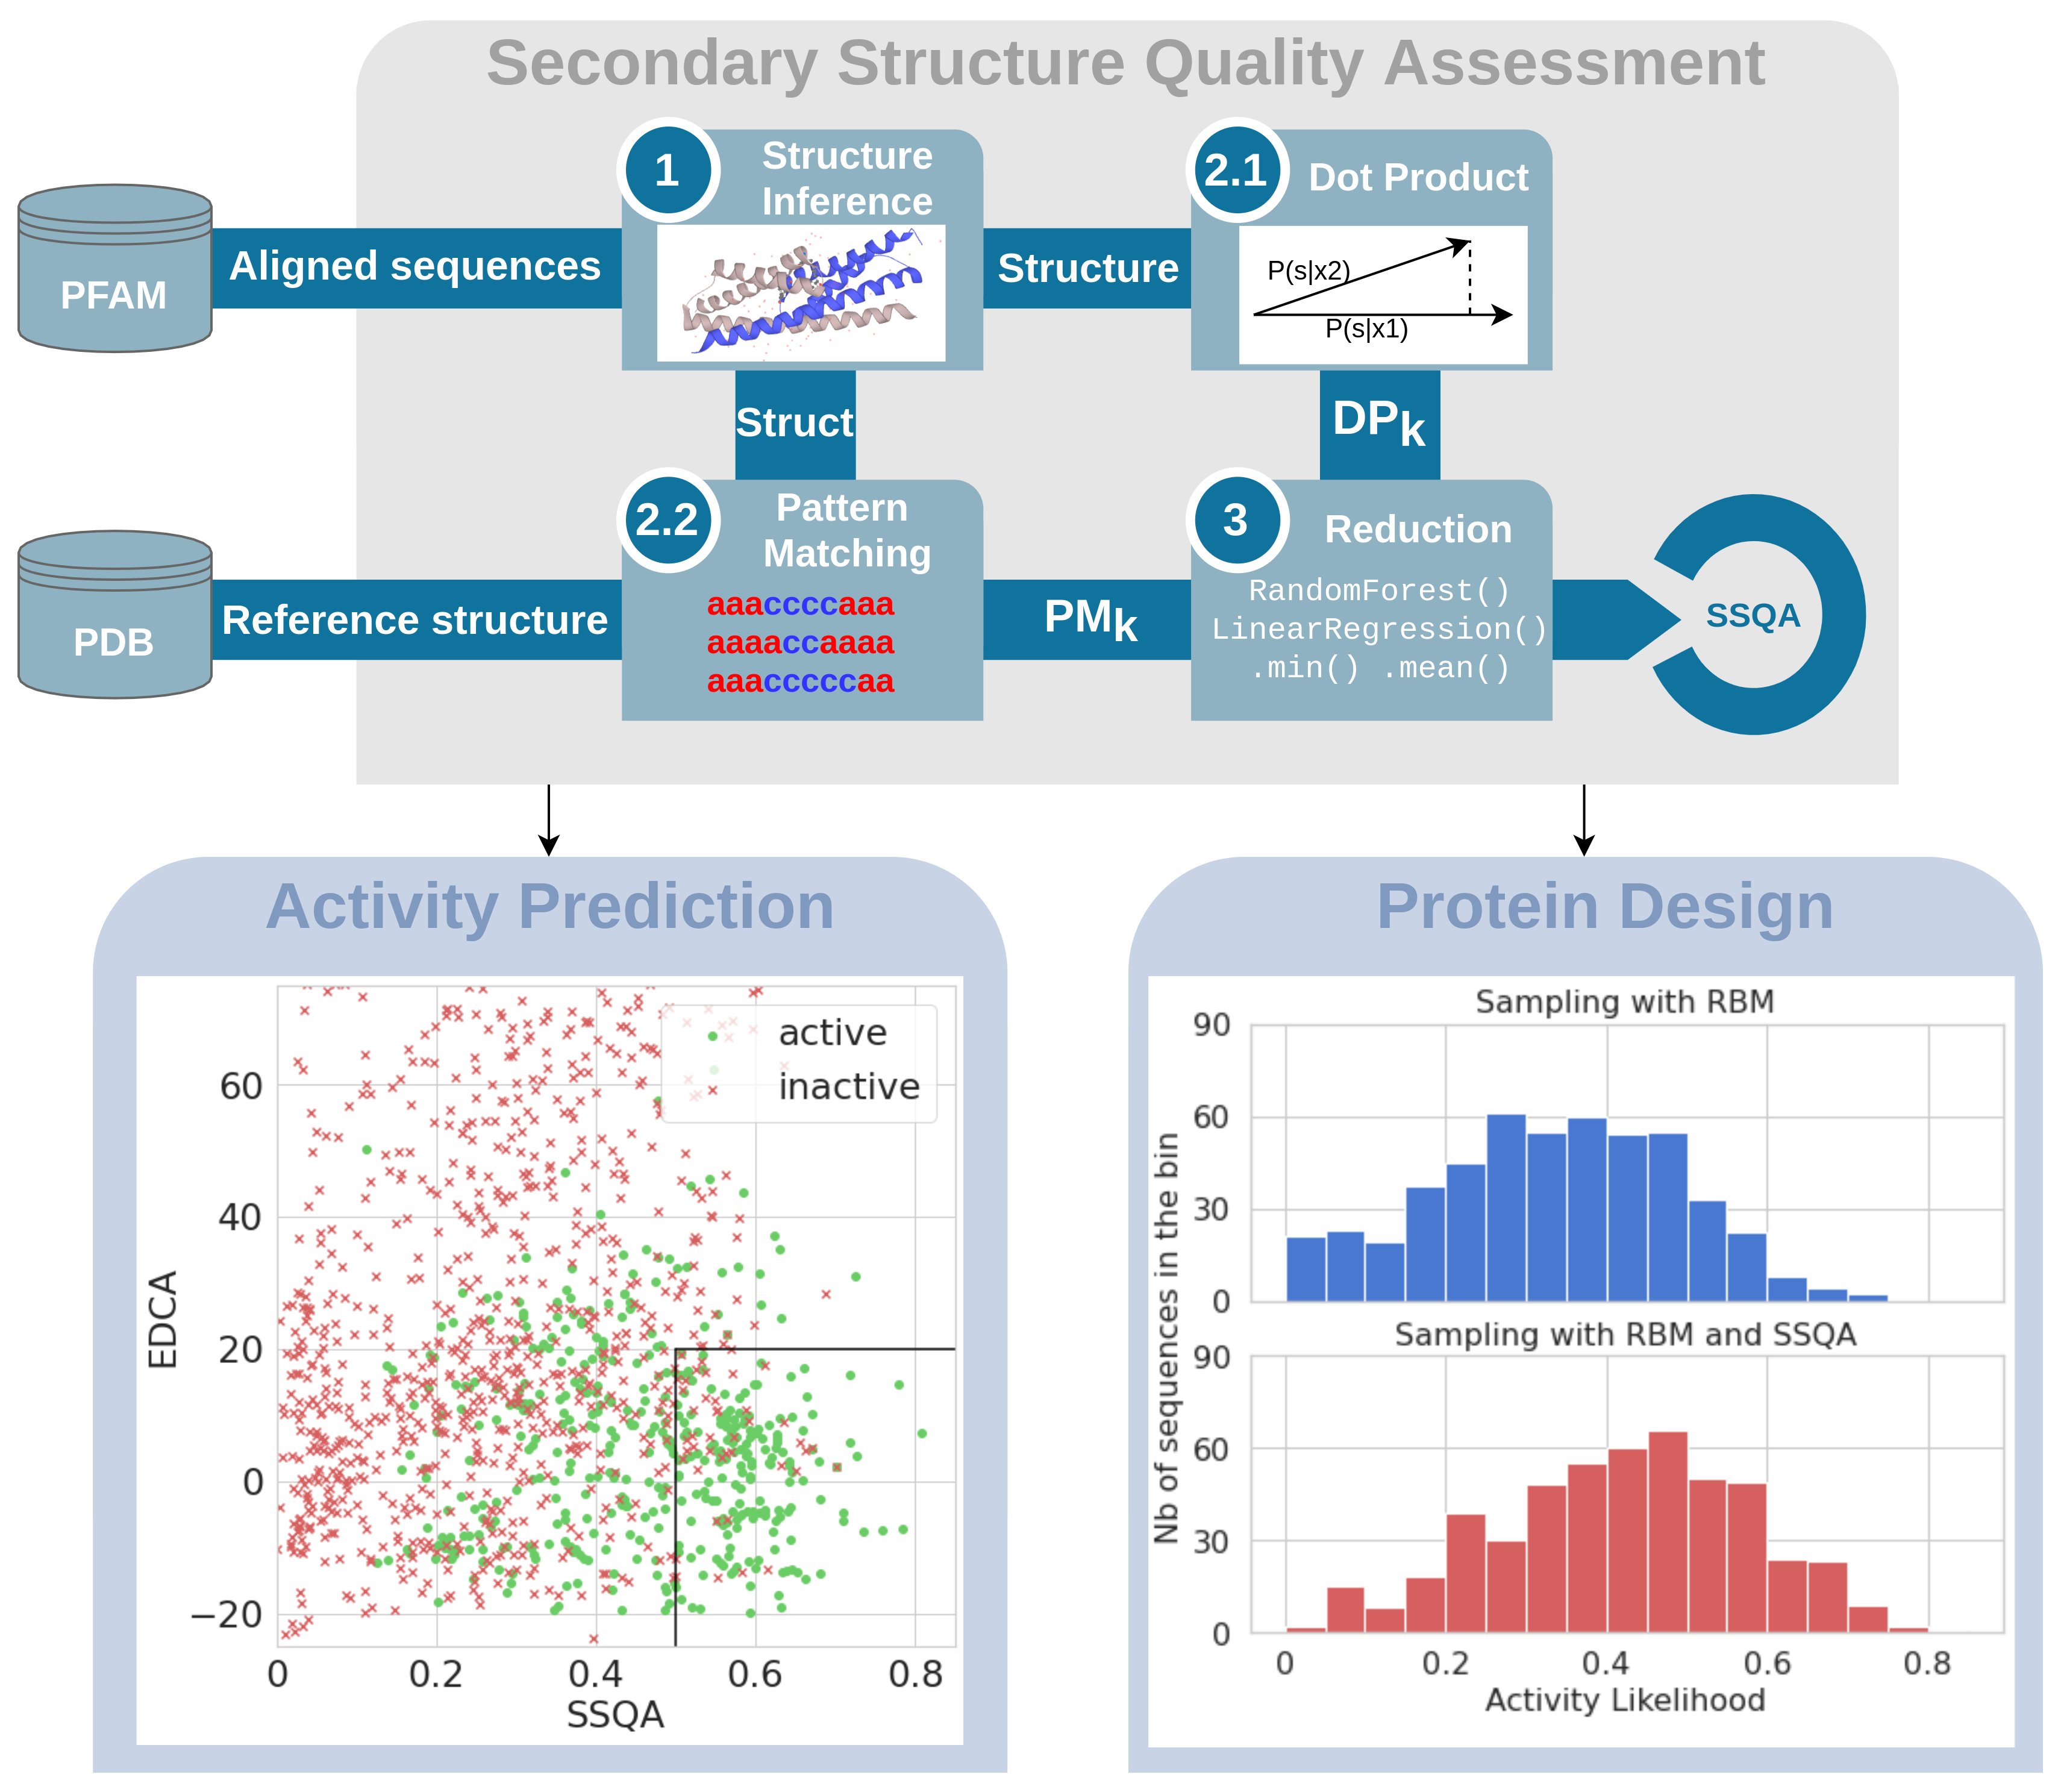 Secondary Structure Quality Assessment
1
Structure
Inference
2.1
Dot Product
PFAM
Aligned sequences
Structure
P(s|x2)
P(s|x1)
Struct
DPk
2.2
Pattern
Matching
3
Reduction
PDB
Reference structure
aaaccccaaa
aaaaccaaaa
aaacccccaa
PMk
RandomForest()
LinearRegression()
.min() .mean()
SSQA
Activity Prediction
active
inactive
60
40
20
0
−20
EDCA
0 0.2 0.4 0.6 0.8
SSQA
Protein Design
Sampling with RBM
90
60
30
0
Sampling with RBM and SSQA
90
60
30
0
Nb of sequences in the bin
0 0.2 0.4 0.6 0.8
Activity Likelihood